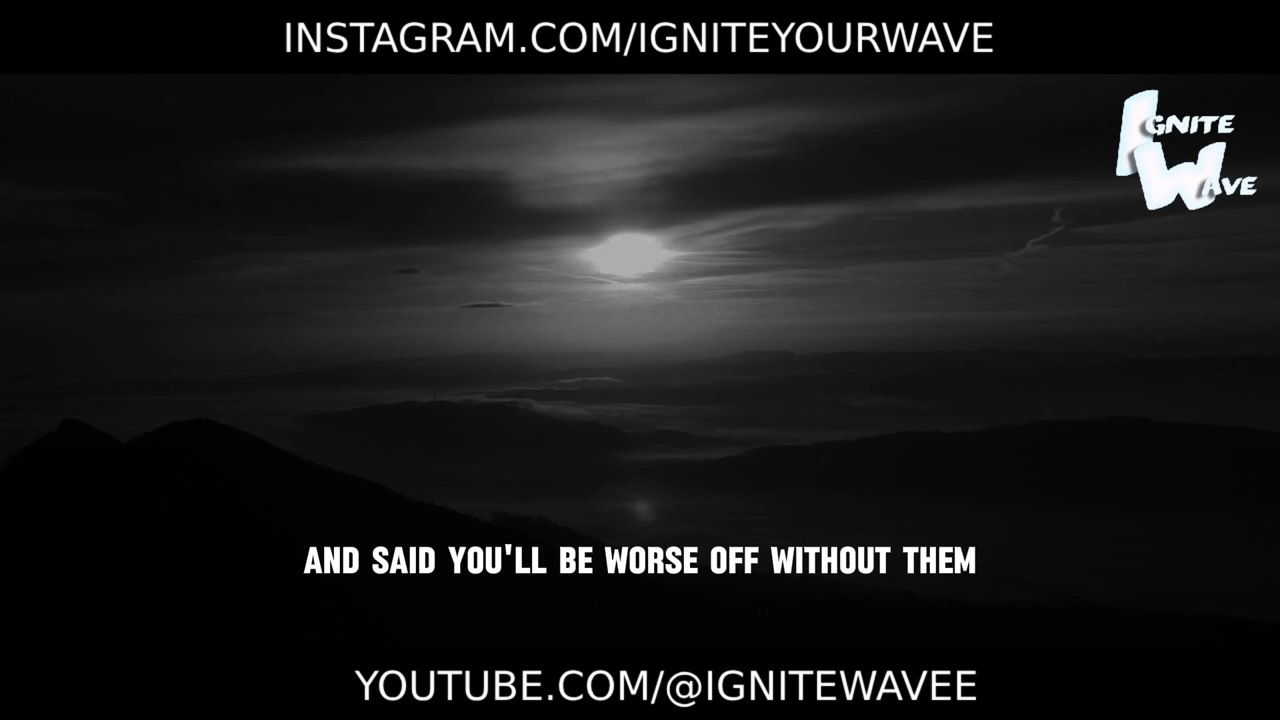 INSTAGRAM.COM/IGNITEYOURWAVE
IGNITE
WAVE
AND SAID YOU'LL BE WORSE OFF WITHOUT THEM
YOUTUBE.COM/@IGNITEWAVEE